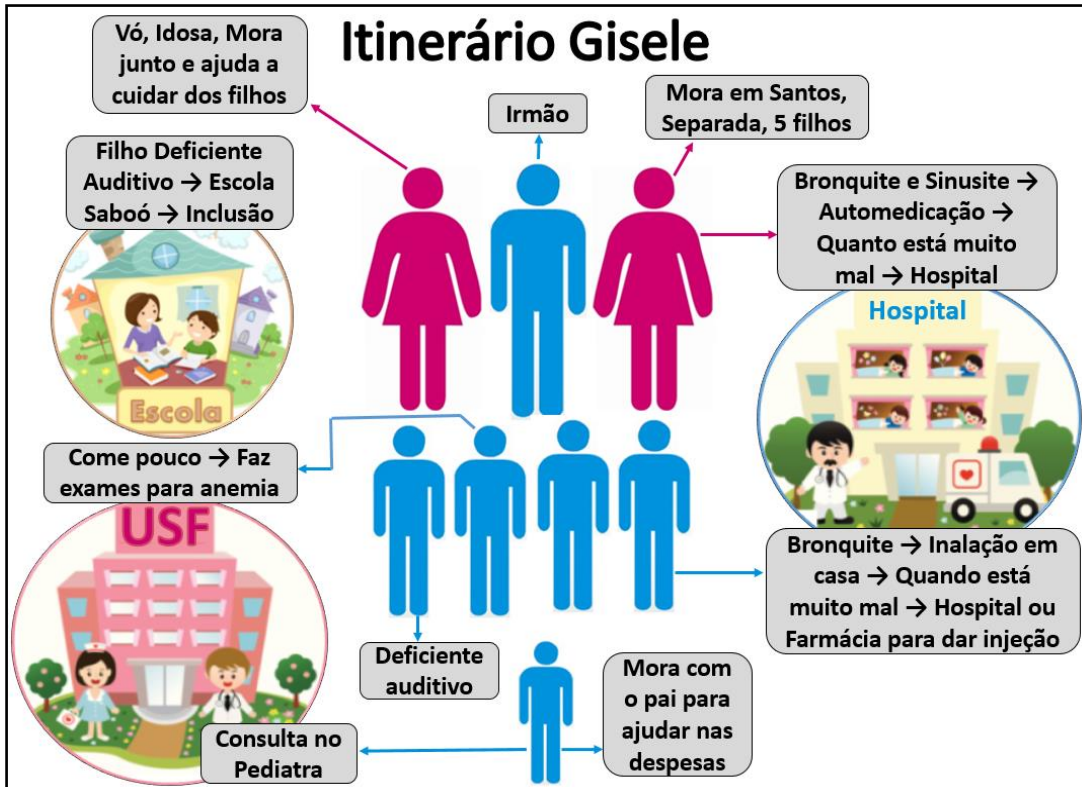 Itinerário Gisele
Vó, Idosa, Mora
junto e ajuda a
cuidar dos filhos
Irmão
Mora em Santos,
Separada, 5 filhos
Filho Deficiente
Auditivo → Escola
Saboó → Inclusão
Escola
Bronquite e Sinusite →
Automedicação →
Quanto está muito
mal → Hospital
Hospital
Come pouco → Faz
exames para anemia
USF
Bronquite → Inalação em
casa → Quando está
muito mal → Hospital ou
Farmácia para dar injeção
Deficiente
auditivo
Mora com
o pai para
ajudar nas
despesas
Consulta no
Pediatra